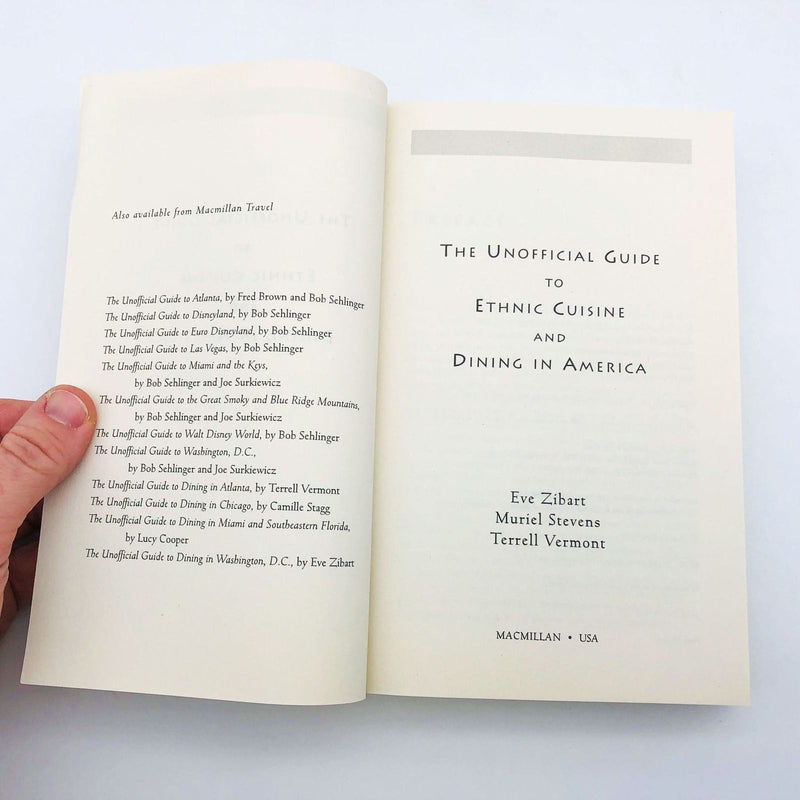 Also available from Macmillan Travel
The Unofficial Guide to Atlanta, by Fred Brown and Bob Sehlinger
The Unofficial Guide to Disneyland, by Bob Sehlinger
The Unofficial Guide to Euro Disneyland, by Bob Sehlinger
The Unofficial Guide to Las Vegas, by Bob Sehlinger
The Unofficial Guide to Miami and the Keys,
by Bob Sehlinger and Joe Surkiewicz
The Unofficial Guide to the Great Smoky and Blue Ridge Mountains,
by Bob Sehlinger and Joe Surkiewicz
The Unofficial Guide to Walt Disney World, by Bob Sehlinger
The Unofficial Guide to Washington, D.C.,
by Bob Sehlinger and Joe Surkiewicz
The Unofficial Guide to Dining in Atlanta, by Terrell Vermont
The Unofficial Guide to Dining in Chicago, by Camille Stagg
The Unofficial Guide to Dining in Miami and Southeastern Florida,
by Lucy Cooper
The Unofficial Guide to Dining in Washington, D.C., by Eve Zibart
The Unofficial Guide
to
Ethnic Cuisine
and
Dining in America
Eve Zibart
Muriel Stevens
Terrell Vermont
MACMILLAN • USA